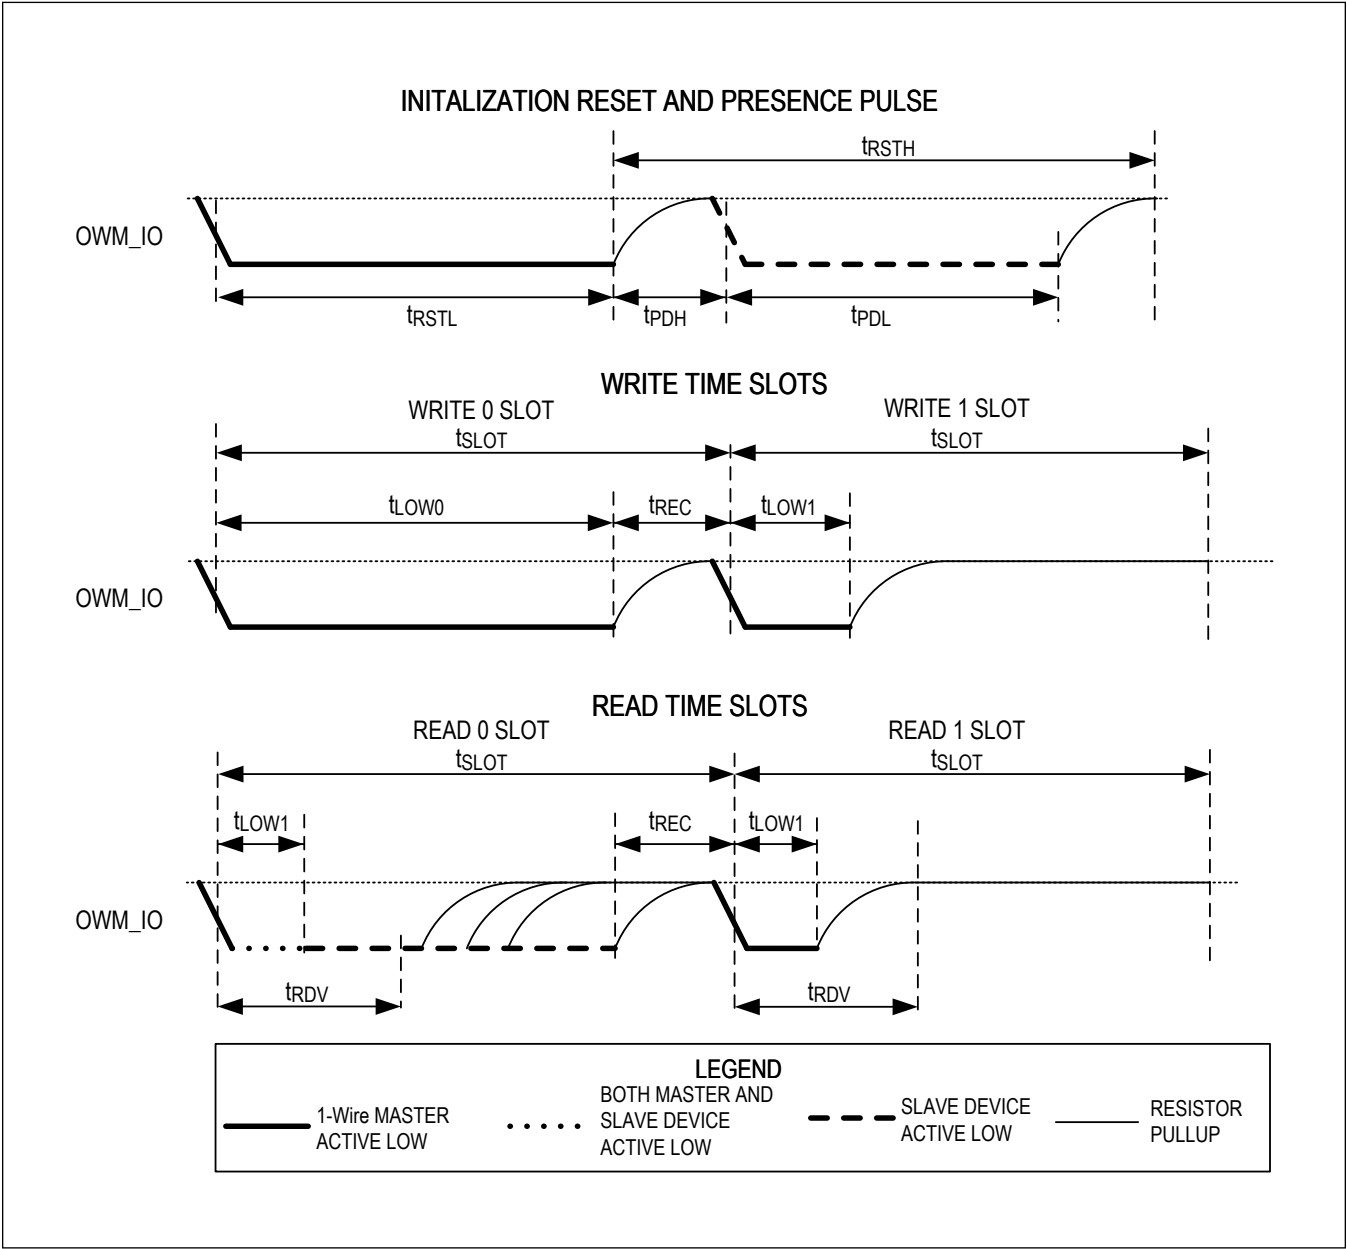 INITALIZATION RESET AND PRESENCE PULSE
tRSTH
OWM_IO
tRSTL
tPDH
tPDL
WRITE TIME SLOTS
WRITE 0 SLOT
WRITE 1 SLOT
tSLOT
tSLOT
tLOW0
tREC
tLOW1
OWM_IO
READ TIME SLOTS
READ 0 SLOT
READ 1 SLOT
tSLOT
tSLOT
tLOW1
tREC
tLOW1
OWM_IO
tRDV
tRDV
LEGEND
1-Wire MASTER
ACTIVE LOW
BOTH MASTER AND
SLAVE DEVICE
ACTIVE LOW
SLAVE DEVICE
ACTIVE LOW
RESISTOR
PULLUP